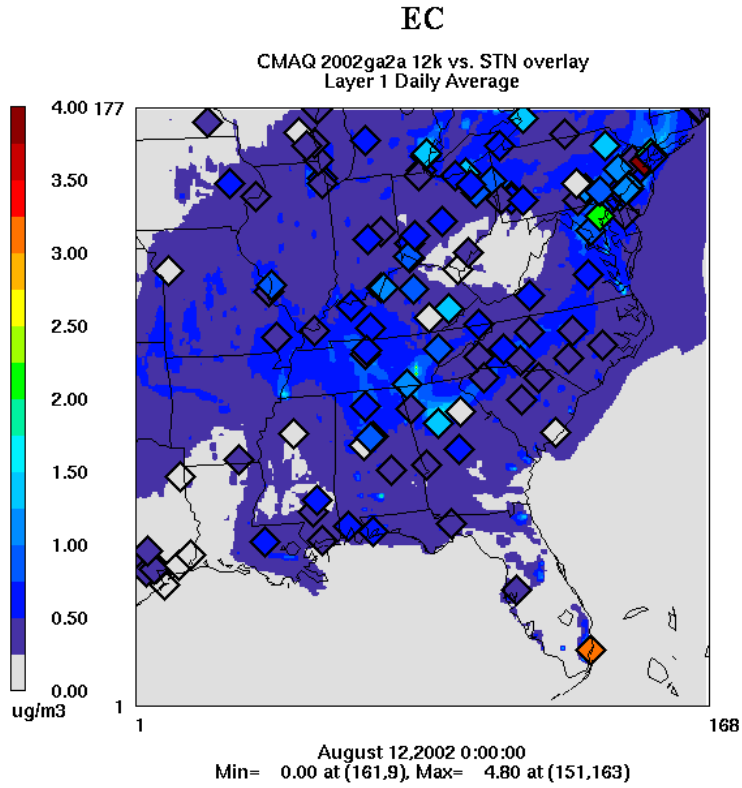 EC
CMAQ 2002ga2a 12k vs. STN overlay
Layer 1 Daily Average
4.00
3.50
3.00
2.50
2.00
1.50
1.00
0.50
0.00
ug/m3
177
1
1
168
August 12,2002 0:00:00
Min= 0.00 at (161,9), Max= 4.80 at (151,163)